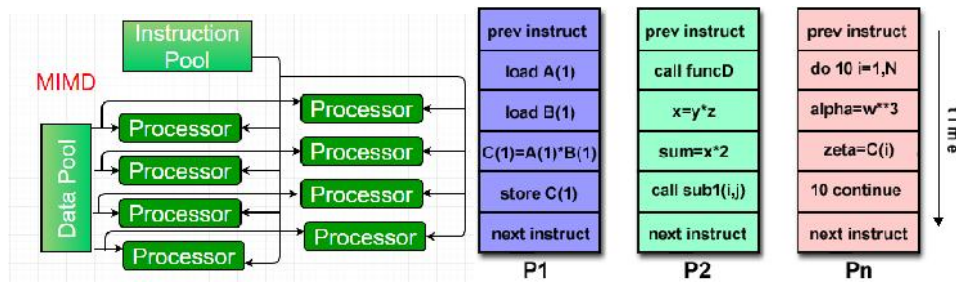 Instruction
Pool
MIMD
Data Pool
Processor
Processor
Processor
Processor
Processor
Processor
Processor
Processor
prev instruct
load A(1)
load B(1)
C(1)=A(1)*B(1)
store C(1)
next instruct
P1
prev instruct
call funcD
x=y*z
sum=x*2
call sub1(i,j)
next instruct
P2
prev instruct
do 10 i=1,N
alpha=w**3
zeta=C(i)
10 continue
next instruct
Pn
time